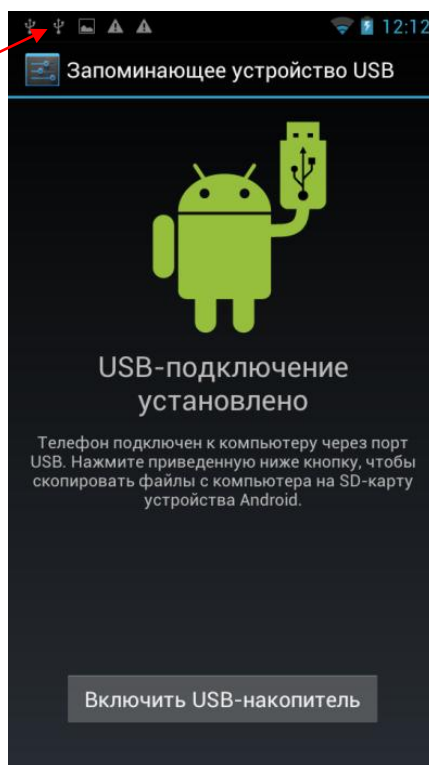 12:12
Запоминающее устройство USB
USB-подключение
установлено
Телефон подключен к компьютеру через порт
USB. Нажмите приведенную ниже кнопку, чтобы
скопировать файлы с компьютера на SD-карту
устройства Android.
Включить USB-накопитель